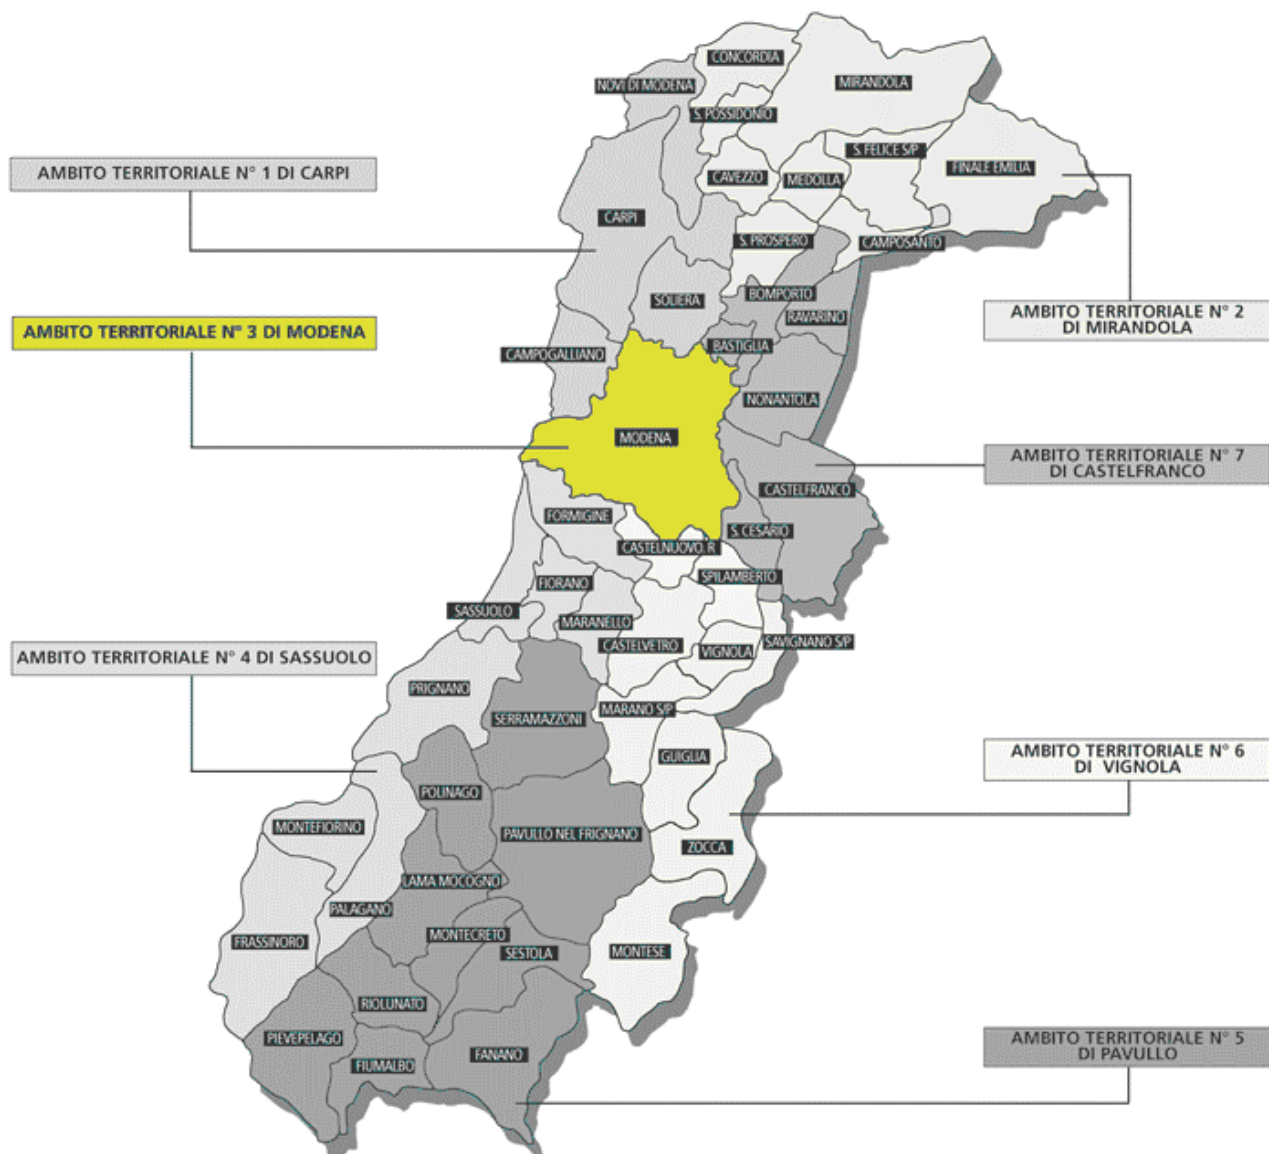 CONCORDIA
NOVI DI MODENA
MIRANDOLA
S. POSSIDONIO
S. FELICE S/P
FINALE EMILIA
AMBITO TERRITORIALE N° 1 DI CARPI
CAVEZZO
MEDOLLA
CARPI
S. PROSPERO
CAMPOSANTO
SOLIERA
BOMPORTO
RAVARINO
AMBITO TERRITORIALE N° 2
DI MIRANDOLA
AMBITO TERRITORIALE N° 3 DI MODENA
CAMPOGALLIANO
BASTIGLIA
NONANTOLA
MODENA
AMBITO TERRITORIALE N° 7
DI CASTELFRANCO
CASTELFRANCO
FORMIGINE
S. CESARIO
CASTELNUOVO. R
SPILAMBERTO
FIORANO
SASSUOLO
MARANELLO
CASTELVETRO
VIGNOLA
SAVIGNANO S/P
AMBITO TERRITORIALE N° 4 DI SASSUOLO
PRIGNANO
SERRAMAZZONI
MARANO S/P
GUIGLIA
AMBITO TERRITORIALE N° 6
DI VIGNOLA
POLINAGO
MONTEFIORINO
PAVULLO NEL FRIGNANO
ZOCCA
LAMA MOCOGNO
PALAGANO
FRASSINORO
MONTECRETO
SESTOLA
MONTESE
RIOLUNATO
PIEVEPELAGO
FIUMALBO
FANANO
AMBITO TERRITORIALE N° 5
DI PAVULLO